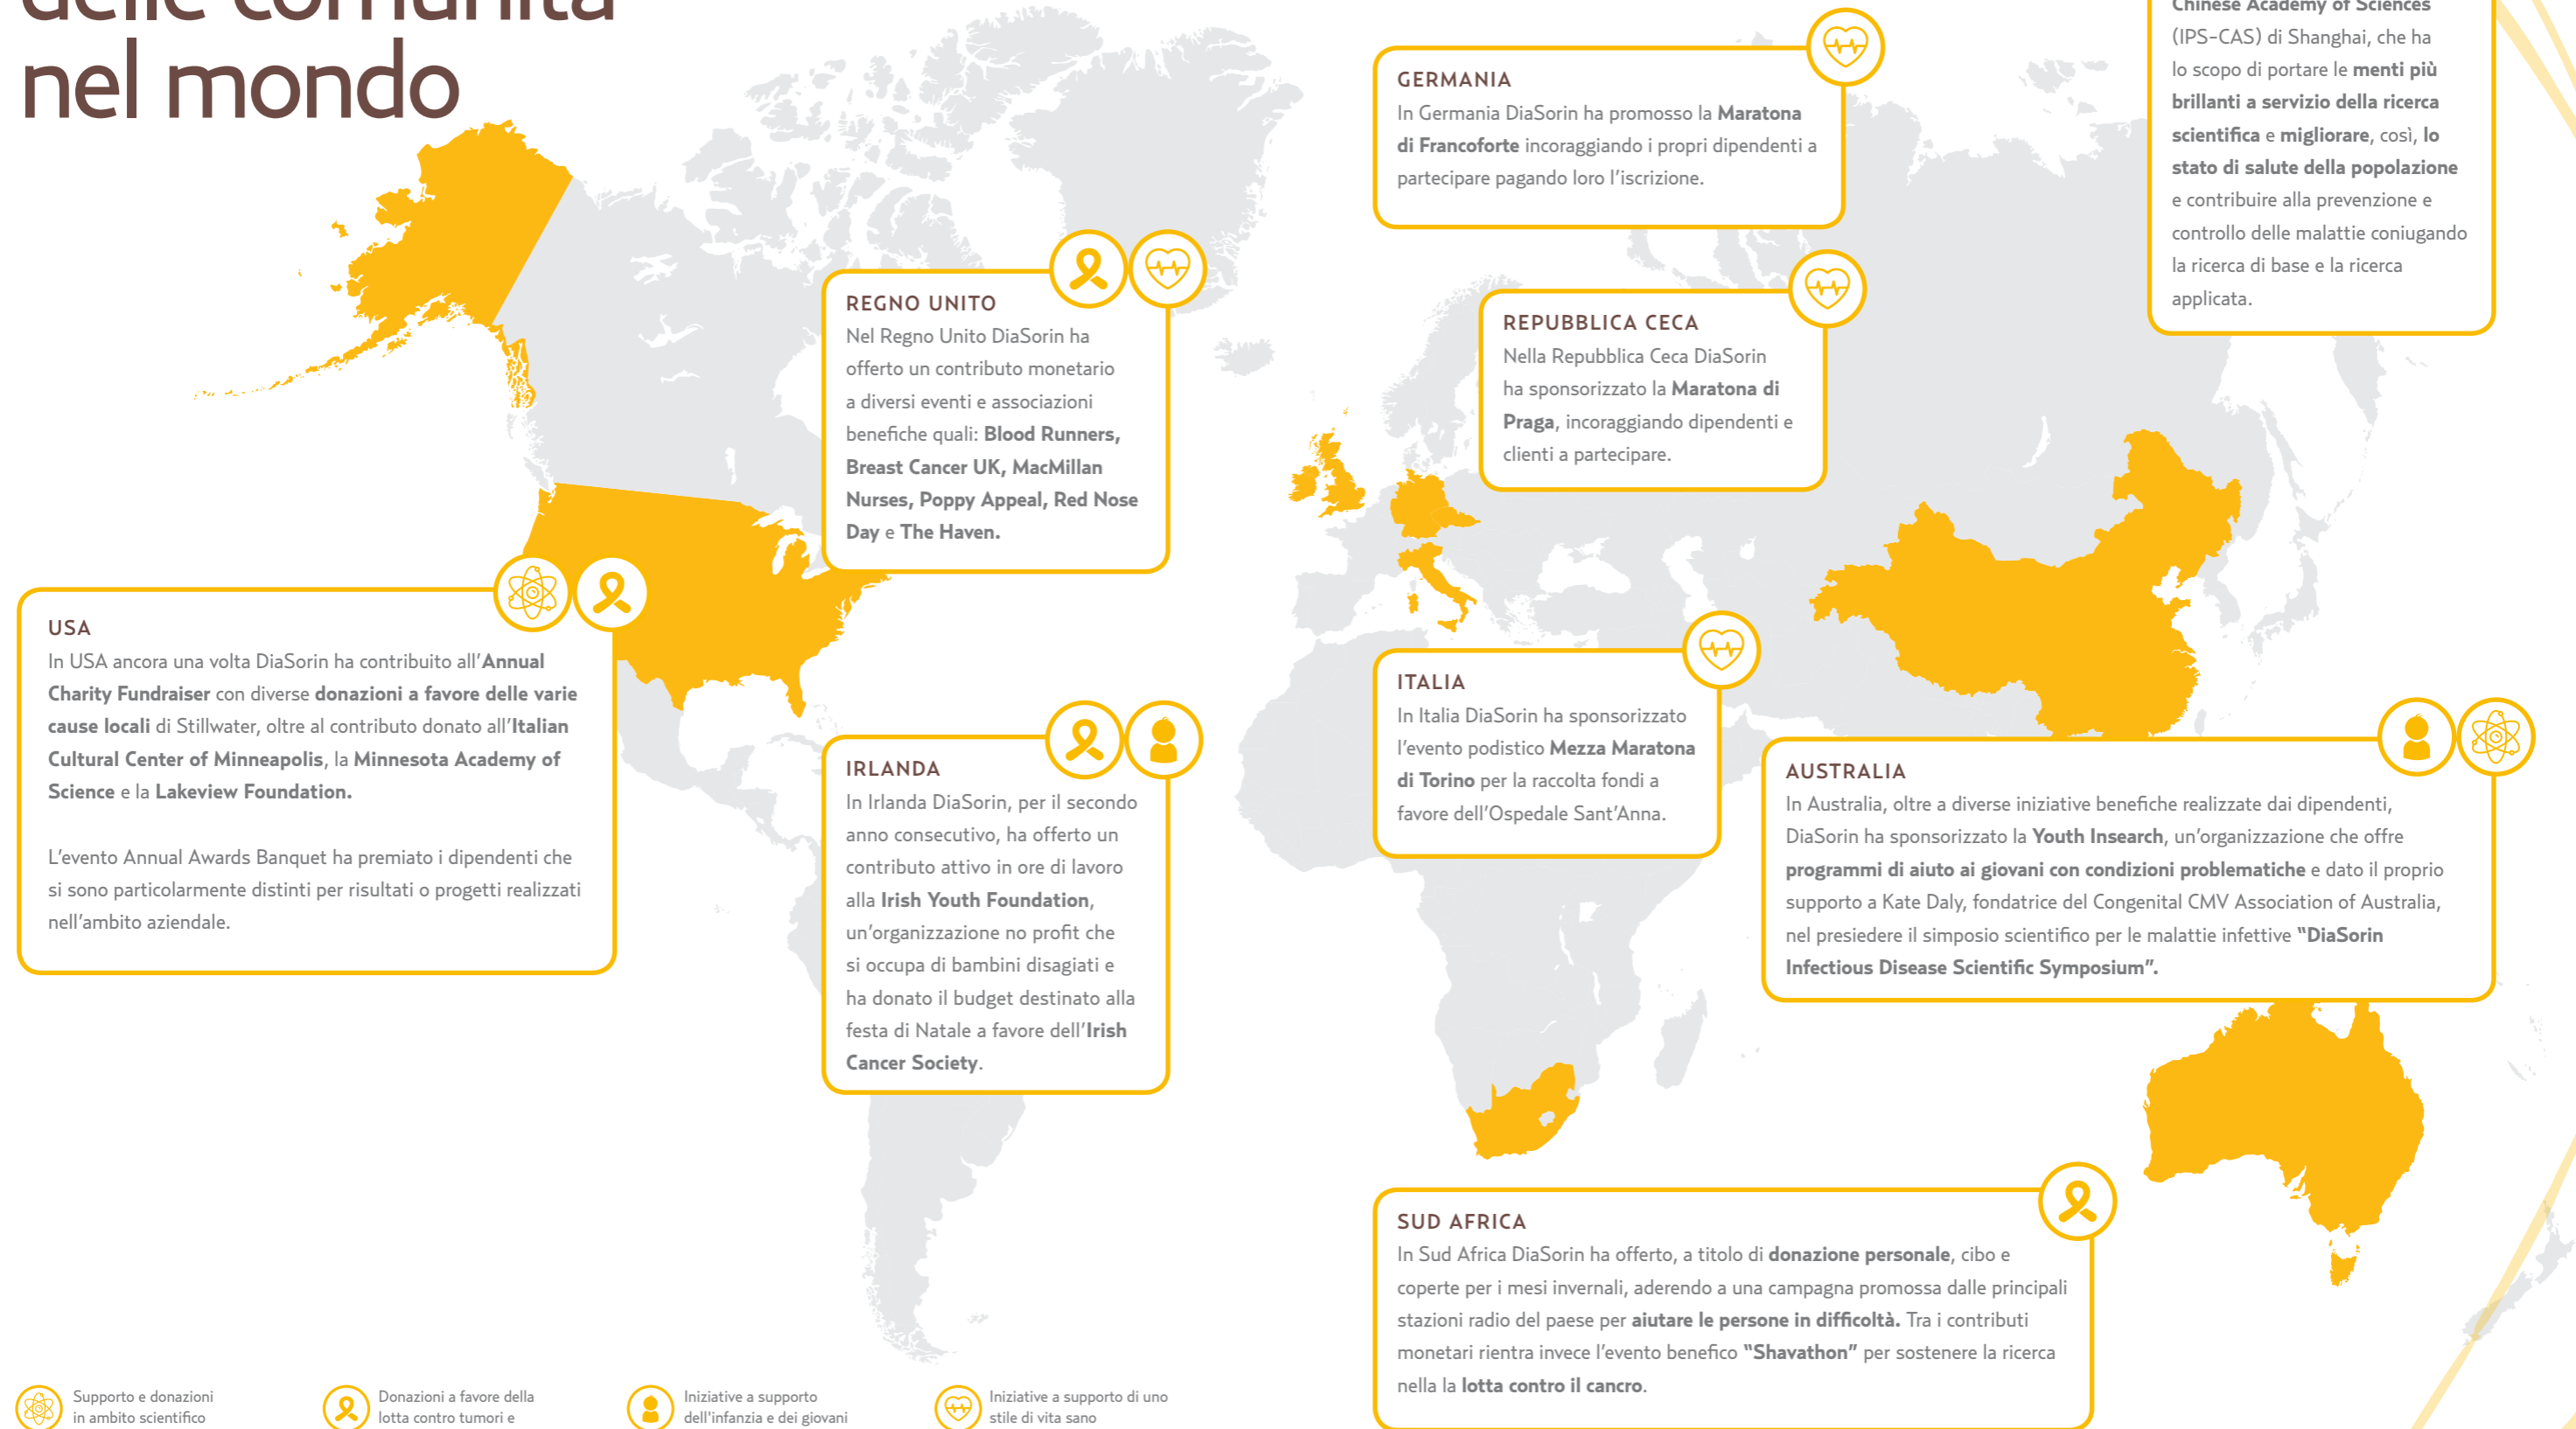 delle comunità
nel mondo
Chinese Academy of Sciences
(IPS-CAS) di Shanghai, che ha
lo scopo di portare le menti più
brillanti a servizio della ricerca
scientifica e migliorare, così, lo
stato di salute della popolazione
e contribuire alla prevenzione e
controllo delle malattie coniugando
la ricerca di base e la ricerca
applicata.
GERMANIA
In Germania DiaSorin ha promosso la Maratona
di Francoforte incoraggiando i propri dipendenti a
partecipare pagando loro l'iscrizione.
REGNO UNITO
Nel Regno Unito DiaSorin ha
offerto un contributo monetario
a diversi eventi e associazioni
benefiche quali: Blood Runners,
Breast Cancer UK, MacMillan
Nurses, Poppy Appeal, Red Nose
Day e The Haven.
REPUBBLICA CECA
Nella Repubblica Ceca DiaSorin
ha sponsorizzato la Maratona di
Praga, incoraggiando dipendenti e
clienti a partecipare.
USA
In USA ancora una volta DiaSorin ha contribuito all'Annual
Charity Fundraiser con diverse donazioni a favore delle varie
cause locali di Stillwater, oltre al contributo donato all'Italian
Cultural Center of Minneapolis, la Minnesota Academy of
Science e la Lakeview Foundation.
L'evento Annual Awards Banquet ha premiato i dipendenti che
si sono particolarmente distinti per risultati o progetti realizzati
nell'ambito aziendale.
IRLANDA
In Irlanda DiaSorin, per il secondo
anno consecutivo, ha offerto un
contributo attivo in ore di lavoro
alla Irish Youth Foundation,
un'organizzazione no profit che
si occupa di bambini disagiati e
ha donato il budget destinato alla
festa di Natale a favore dell'Irish
Cancer Society.
ITALIA
In Italia DiaSorin ha sponsorizzato
l'evento podistico Mezza Maratona
di Torino per la raccolta fondi a
favore dell'Ospedale Sant'Anna.
AUSTRALIA
In Australia, oltre a diverse iniziative benefiche realizzate dai dipendenti,
DiaSorin ha sponsorizzato la Youth Insearch, un'organizzazione che offre
programmi di aiuto ai giovani con condizioni problematiche e dato il proprio
supporto a Kate Daly, fondatrice del Congenital CMV Association of Australia,
nel presiedere il simposio scientifico per le malattie infettive “DiaSorin
Infectious Disease Scientific Symposium”.
SUD AFRICA
In Sud Africa DiaSorin ha offerto, a titolo di donazione personale, cibo e
coperte per i mesi invernali, aderendo a una campagna promossa dalle principali
stazioni radio del paese per aiutare le persone in difficoltà. Tra i contributi
monetari rientra invece l'evento benefico “Shavathon” per sostenere la ricerca
nella la lotta contro il cancro.
Supporto e donazioni
in ambito scientifico
Donazioni a favore della
lotta contro tumori e
Iniziative a supporto
dell'infanzia e dei giovani
Iniziative a supporto di uno
stile di vita sano